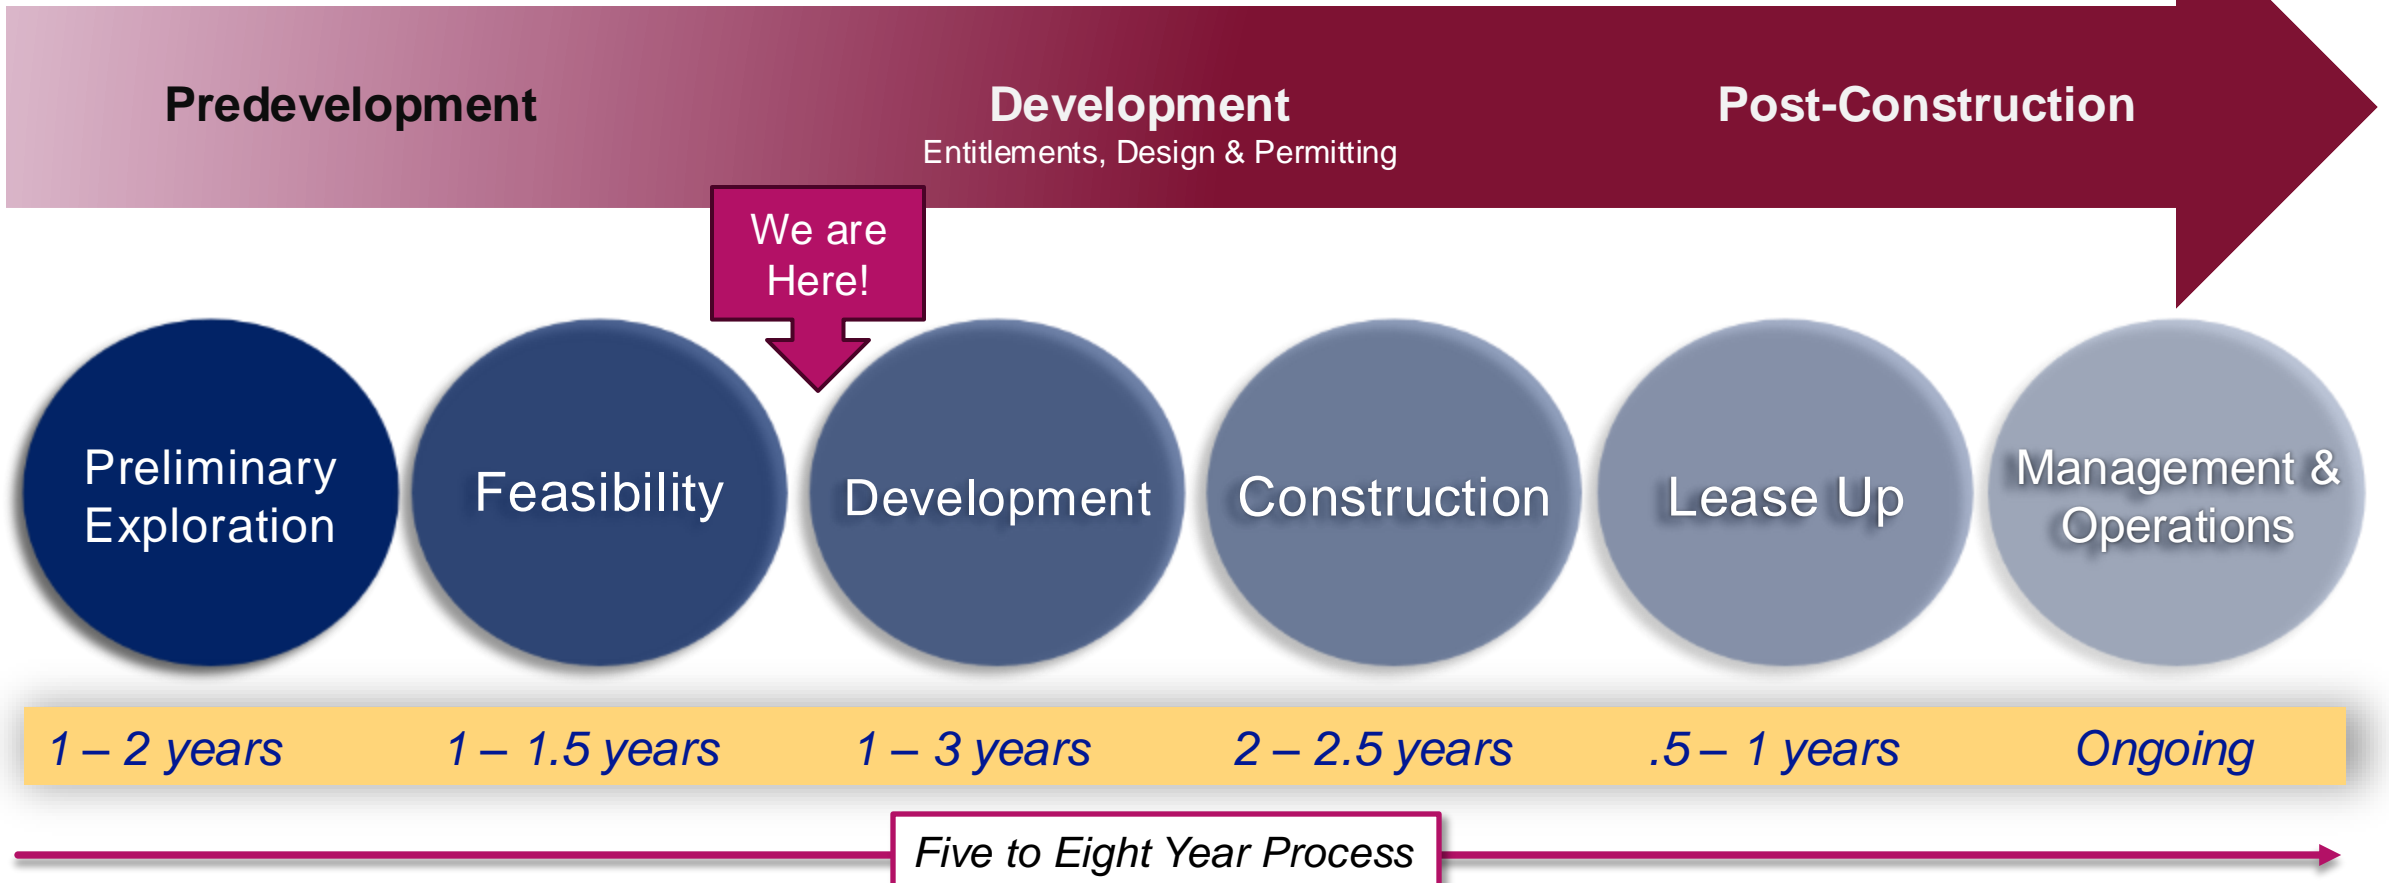 Predevelopment
Development
Entitlements, Design & Permitting
Post-Construction
We are
Here!
Preliminary
Exploration
Feasibility
Development
Construction
Lease Up
Management &
Operations
1 – 2 years
1 – 1.5 years
1 – 3 years
2 – 2.5 years
.5 – 1 years
Ongoing
Five to Eight Year Process